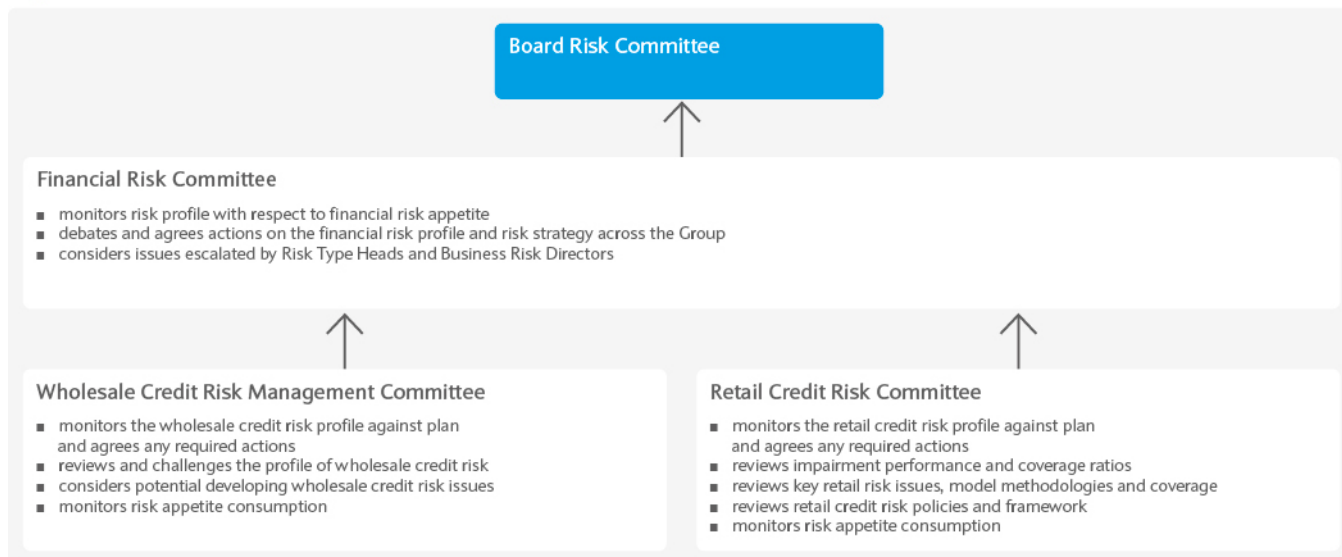 Board Risk Committee
Financial Risk Committee
■ monitors risk profile with respect to financial risk appetite
■ debates and agrees actions on the financial risk profile and risk strategy across the Group
■ considers issues escalated by Risk Type Heads and Business Risk Directors
Wholesale Credit Risk Management Committee
■ monitors the wholesale credit risk profile against plan
and agrees any required actions
■ reviews and challenges the profile of wholesale credit risk
■ considers potential developing wholesale credit risk issues
■ monitors risk appetite consumption
Retail Credit Risk Committee
■ monitors the retail credit risk profile against plan
and agrees any required actions
■ reviews impairment performance and coverage ratios
■ reviews key retail risk issues, model methodologies and coverage
■ reviews retail credit risk policies and framework
■ monitors risk appetite consumption